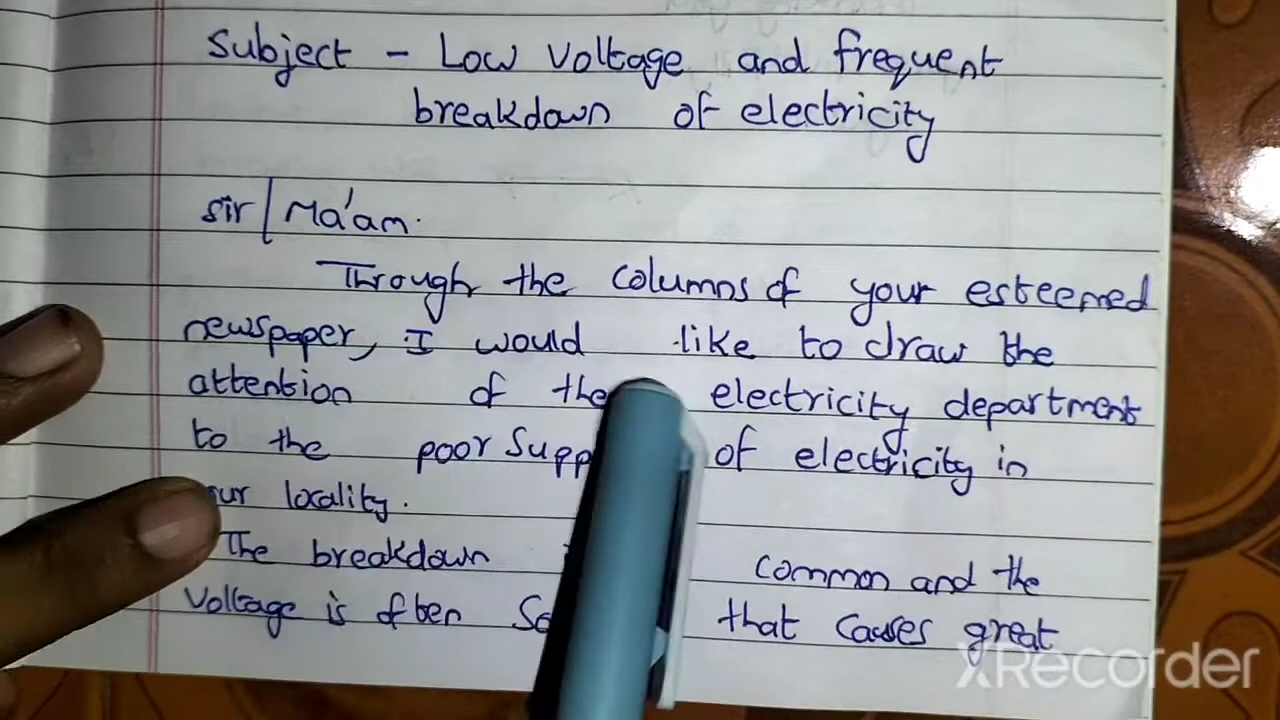 Subject - Low Voltage and frequent
breakdown of electricity
Sir/Ma'am.
Through the columns of your esteemed
newspaper, I would like to draw the
attention of the electricity department
to the poor of electricity in
locality.
The breakdown common and the
Voltage is often that causes great
XRecorder